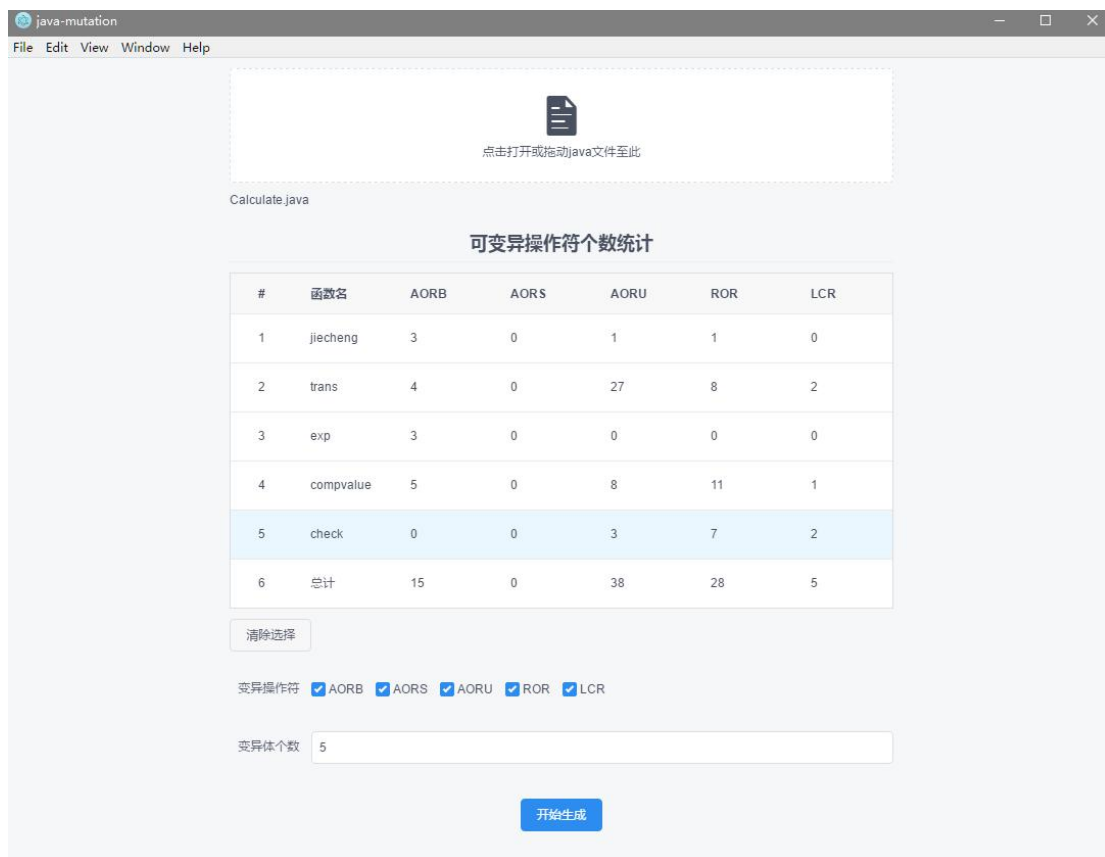 java-mutation
File Edit View Window Help
点击打开或拖动java文件至此
Calculate.java
可变异操作符个数统计
# 函数名 AORB AORS AORU ROR LCR
1 jiecheng 3 0 1 1 0
2 trans 4 0 27 8 2
3 exp 3 0 0 0 0
4 compvalue 5 0 8 11 1
5 check 0 0 3 7 2
6 总计 15 0 38 28 5
清除选择
变异操作符 AORB AORS AORU ROR LCR
变异体个数 5
开始生成